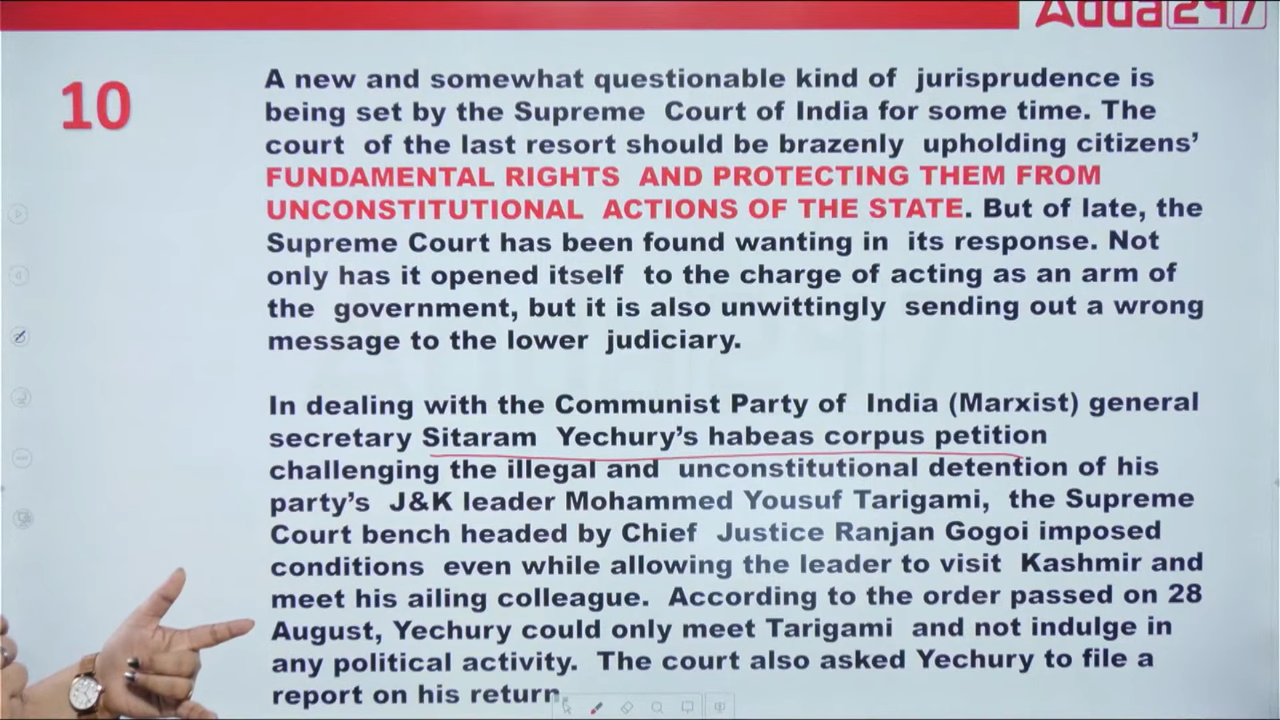 Adda247
10
A new and somewhat questionable kind of jurisprudence is
being set by the Supreme Court of India for some time. The
court of the last resort should be brazenly upholding citizens’
FUNDAMENTAL RIGHTS AND PROTECTING THEM FROM
UNCONSTITUTIONAL ACTIONS OF THE STATE. But of late, the
Supreme Court has been found wanting in its response. Not
only has it opened itself to the charge of acting as an arm of
the government, but it is also unwittingly sending out a wrong
message to the lower judiciary.
In dealing with the Communist Party of India (Marxist) general
secretary Sitaram Yechury’s habeas corpus petition
challenging the illegal and unconstitutional detention of his
party’s J&K leader Mohammed Yousuf Tarigami, the Supreme
Court bench headed by Chief Justice Ranjan Gogoi imposed
conditions even while allowing the leader to visit Kashmir and
meet his ailing colleague. According to the order passed on 28
August, Yechury could only meet Tarigami and not indulge in
any political activity. The court also asked Yechury to file a
report on his return.